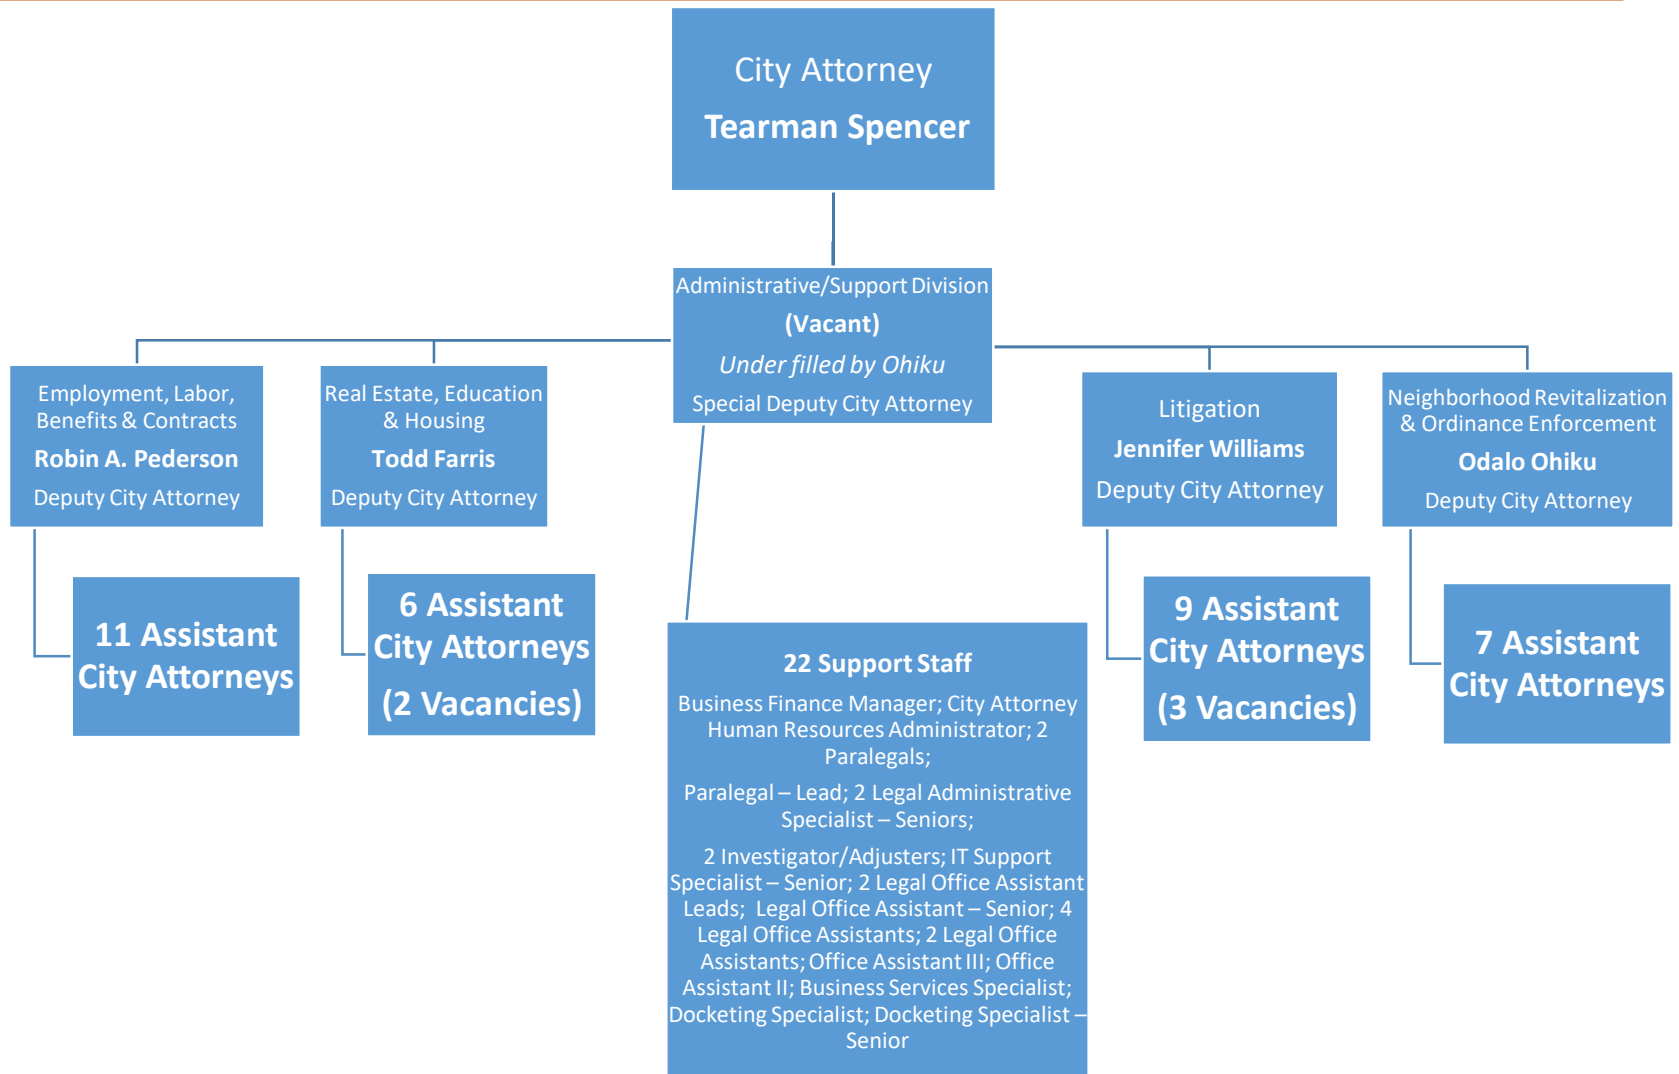 City Attorney
Tearman Spencer
Administrative/Support Division
(Vacant)
Under filled by Ohiku
Special Deputy City Attorney
Employment, Labor,
Benefits & Contracts
Robin A. Pederson
Deputy City Attorney
Real Estate, Education
& Housing
Todd Farris
Deputy City Attorney
Litigation
Jennifer Williams
Deputy City Attorney
Neighborhood Revitalization
& Ordinance Enforcement
Odalo Ohiku
Deputy City Attorney
11 Assistant
City Attorneys
6 Assistant
City Attorneys
(2 Vacancies)
9 Assistant
City Attorneys
(3 Vacancies)
7 Assistant
City Attorneys
22 Support Staff
Business Finance Manager; City Attorney
Human Resources Administrator; 2
Paralegals;
Paralegal – Lead; 2 Legal Administrative
Specialist – Seniors;
2 Investigator/Adjusters; IT Support
Specialist – Senior; 2 Legal Office Assistant
Leads; Legal Office Assistant – Senior; 4
Legal Office Assistants; 2 Legal Office
Assistants; Office Assistant III; Office
Assistant II; Business Services Specialist;
Docketing Specialist; Docketing Specialist –
Senior